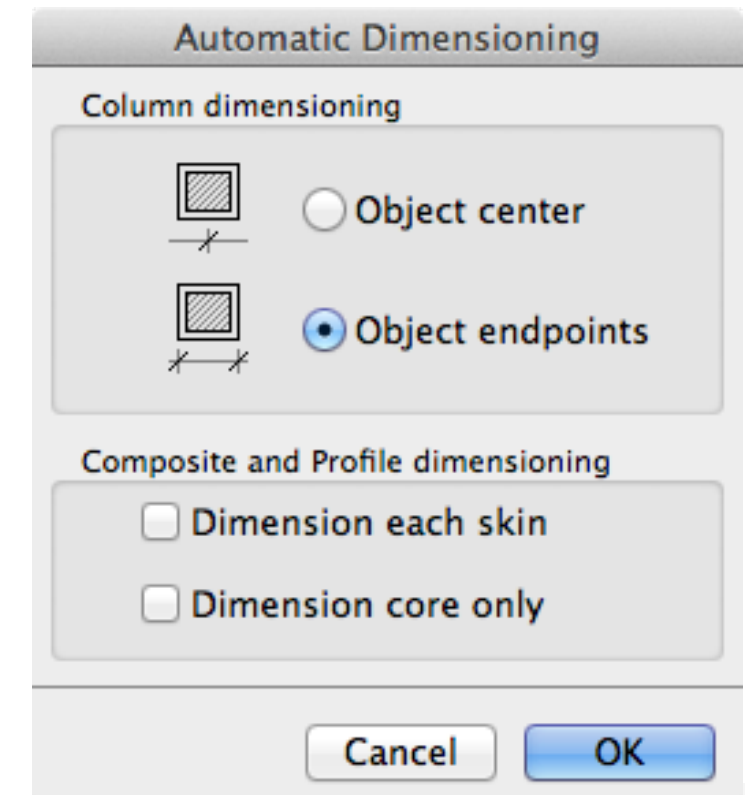 Automatic Dimensioning
Column dimensioning
Object center
Object endpoints
Composite and Profile dimensioning
Dimension each skin
Dimension core only
Cancel OK